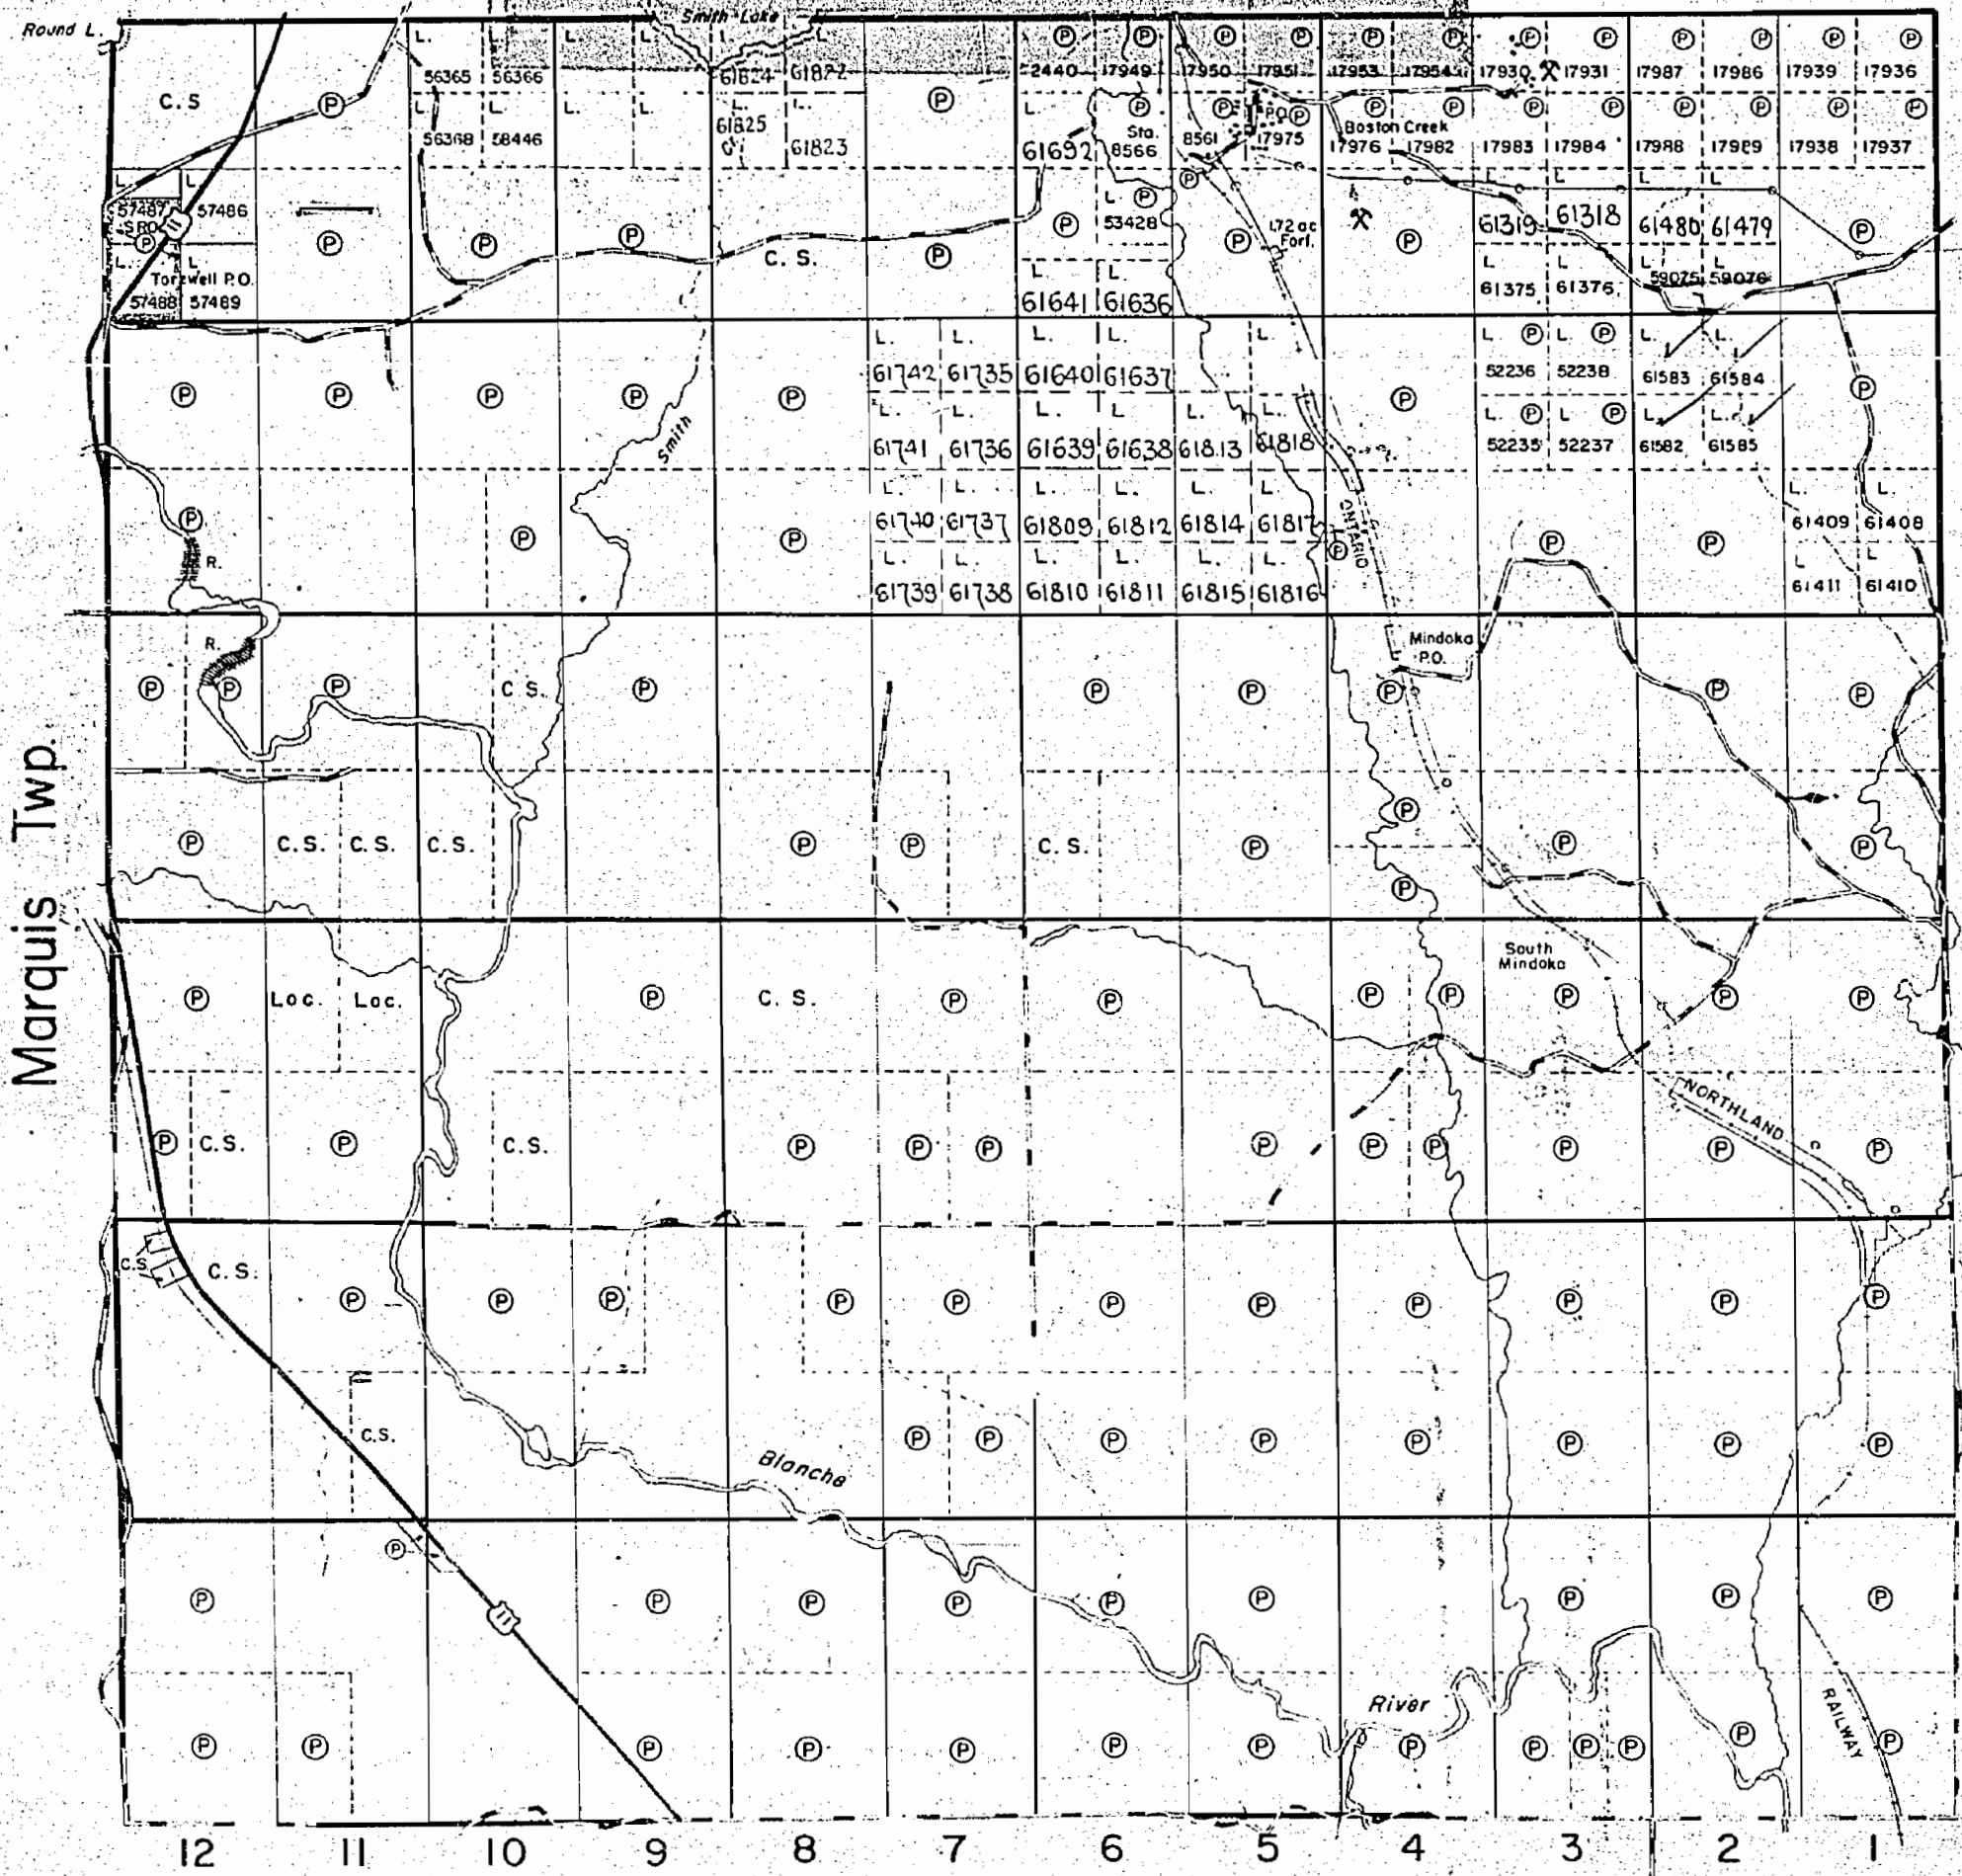 Round L.
Smith Lake
L. L. L. L. L. L. Ⓟ Ⓟ Ⓟ Ⓟ Ⓟ Ⓟ Ⓟ Ⓟ Ⓟ Ⓟ Ⓟ Ⓟ
56365 56366 61824 61822 2440 17949 17950 17951 17953 17954 17930 17931 17987 17986 17939 17936
C. S Ⓟ Ⓟ
L. L. L. L. L. L. L. Ⓟ Ⓟ Ⓟ Ⓟ Ⓟ Ⓟ Ⓟ Ⓟ Ⓟ Ⓟ Ⓟ
P.O.
56368 58446 61825 61823 61692 Sta. 8566 8561 17975 Boston Creek 17976 17982 17983 17984 17988 17989 17938 17937
L. L. L. Ⓟ Ⓟ L L L L
57487 57486 53428 61319 61318 61480 61479
S R O 11
Ⓟ Ⓟ Ⓟ Ⓟ C. S. Ⓟ Ⓟ Ⓟ 1.72 ac Forf. Ⓟ Ⓟ
L. L L. L. L L L L
Torzwell P.O.
57488 57489 61641 61636 61375 61376 59075 59076
L. L. L. L. L. L. Ⓟ L. Ⓟ L. L.
61742 61735 61640 61637 52236 52238 61583 61584
Ⓟ Ⓟ Ⓟ Ⓟ Ⓟ Ⓟ Ⓟ
L. L. L. L. L. L. L. Ⓟ L Ⓟ L. L.
Smith
61741 61736 61639 61638 61813 61818 52235 52237 61582 61585
L. L. L. L. L. L. L. L.
61740 61737 61809 61812 61814 61817 61409 61408
ONTARIO
Ⓟ Ⓟ Ⓟ Ⓟ Ⓟ Ⓟ
R.
L. L. L. L. L. L. L L
61739 61738 61810 61811 61815 61816 61411 61410
R.
Mindoka
P.O.
Ⓟ Ⓟ Ⓟ C S. Ⓟ Ⓟ Ⓟ Ⓟ Ⓟ Ⓟ
Marquis Twp.
Ⓟ
Ⓟ C.S. C.S. C.S. Ⓟ Ⓟ C.S. Ⓟ Ⓟ Ⓟ
Ⓟ
South
Mindoka
Ⓟ Loc. Loc. Ⓟ C. S. Ⓟ Ⓟ Ⓟ Ⓟ Ⓟ Ⓟ Ⓟ
NORTHLAND
Ⓟ C.S. Ⓟ C.S. Ⓟ Ⓟ Ⓟ Ⓟ Ⓟ Ⓟ Ⓟ Ⓟ Ⓟ
C.S. C. S. Ⓟ Ⓟ Ⓟ Ⓟ Ⓟ Ⓟ Ⓟ Ⓟ Ⓟ Ⓟ Ⓟ
C.S. Ⓟ Ⓟ Ⓟ Ⓟ Ⓟ Ⓟ Ⓟ Ⓟ
Blanche
Ⓟ
Ⓟ 11 Ⓟ Ⓟ Ⓟ Ⓟ Ⓟ Ⓟ Ⓟ Ⓟ
River
RAILWAY
Ⓟ Ⓟ Ⓟ Ⓟ Ⓟ Ⓟ Ⓟ Ⓟ Ⓟ Ⓟ Ⓟ Ⓟ Ⓟ
12 11 10 9 8 7 6 5 4 3 2 1